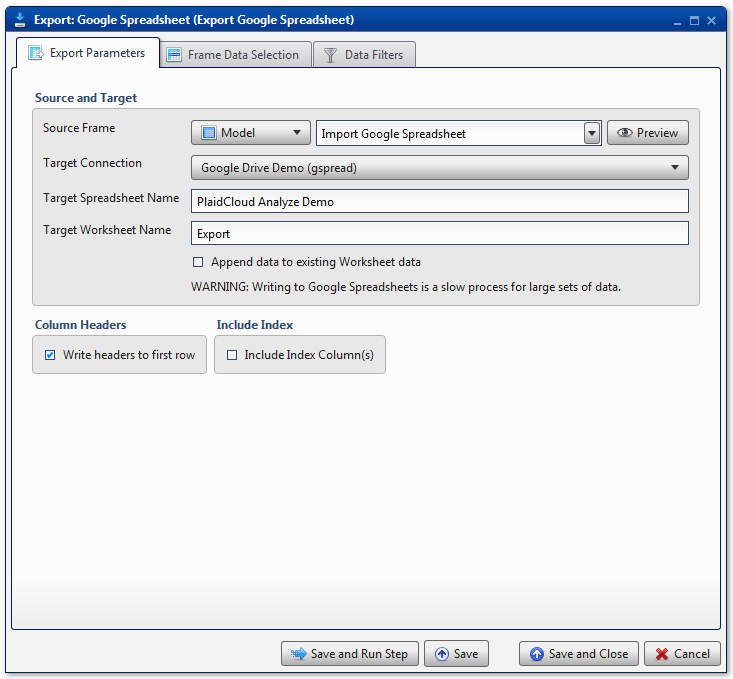 Export: Google Spreadsheet (Export Google Spreadsheet)
Export Parameters Frame Data Selection Data Filters
Source and Target
Source Frame Model Import Google Spreadsheet Preview
Target Connection Google Drive Demo (gspread)
Target Spreadsheet Name PlaidCloud Analyze Demo
Target Worksheet Name Export
Append data to existing Worksheet data
WARNING: Writing to Google Spreadsheets is a slow process for large sets of data.
Column Headers Include Index
Write headers to first row Include Index Column(s)
Save and Run Step Save Save and Close Cancel